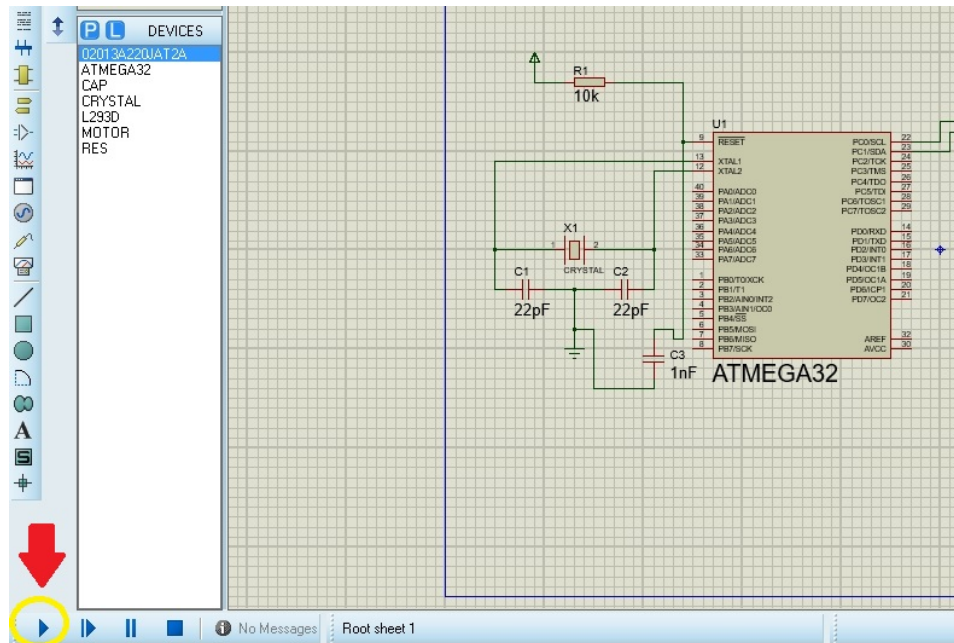 P L DEVICES
02013A220JAT2A
ATMEGA32
CAP
CRYSTAL
L293D
MOTOR
RES
A
S
R1
10k
U1
9 RESET
13 XTAL1
12 XTAL2
40 PA0/ADC0
39 PA1/ADC1
38 PA2/ADC2
37 PA3/ADC3
36 PA4/ADC4
35 PA5/ADC5
34 PA6/ADC6
33 PA7/ADC7
1 PB0/T0/XCK
2 PB1/T1
3 PB2/AIN0/INT2
4 PB3/AIN1/OC0
5 PB4/SS
6 PB5/MOSI
7 PB6/MISO
8 PB7/SCK
PC0/SCL 22
PC1/SDA 23
PC2/TCK 24
PC3/TMS 25
PC4/TDO 26
PC5/TDI 27
PC6/TOSC1 28
PC7/TOSC2 29
PD0/RXD 14
PD1/TXD 15
PD2/INT0 16
PD3/INT1 17
PD4/OC1B 18
PD5/OC1A 19
PD6/ICP1 20
PD7/OC2 21
AREF 32
AVCC 30
ATMEGA32
X1
1 2
CRYSTAL
C1
22pF
C2
22pF
C3
1nF
No Messages
Root sheet 1